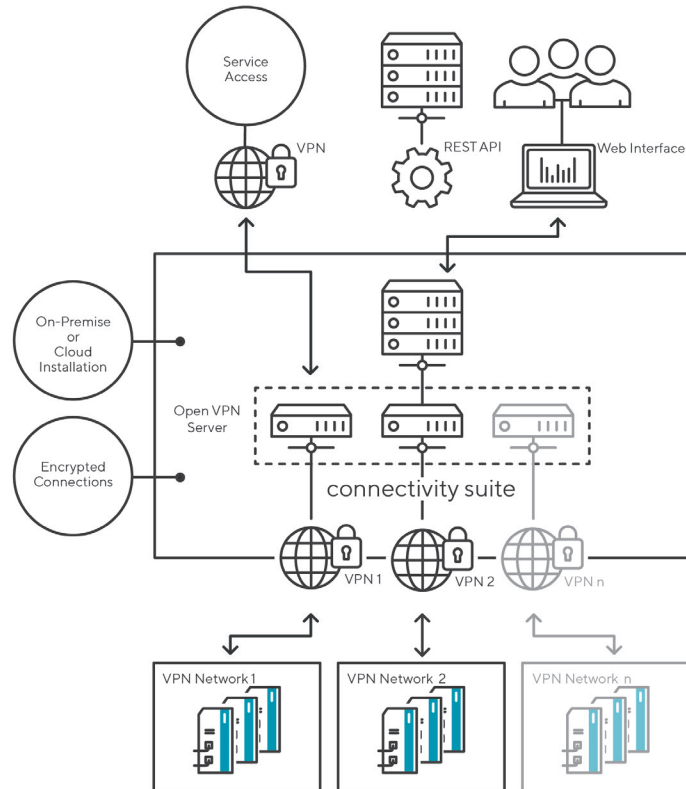 Service
Access
VPN
REST API
Web Interface
On-Premise
or
Cloud
Installation
Open VPN
Server
Encrypted
Connections
connectivity suite
VPN 1
VPN 2
VPN n
VPN Network 1
VPN Network 2
VPN Network n